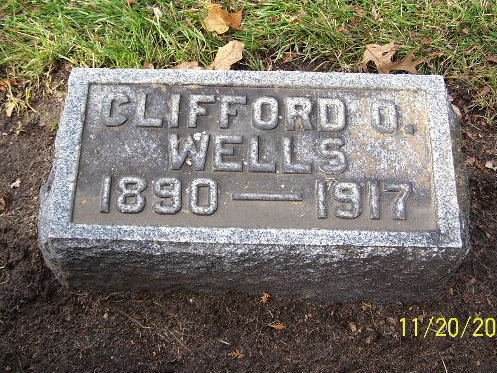 CLIFFORD O.
WELLS
1890 — 1917
11/20/20